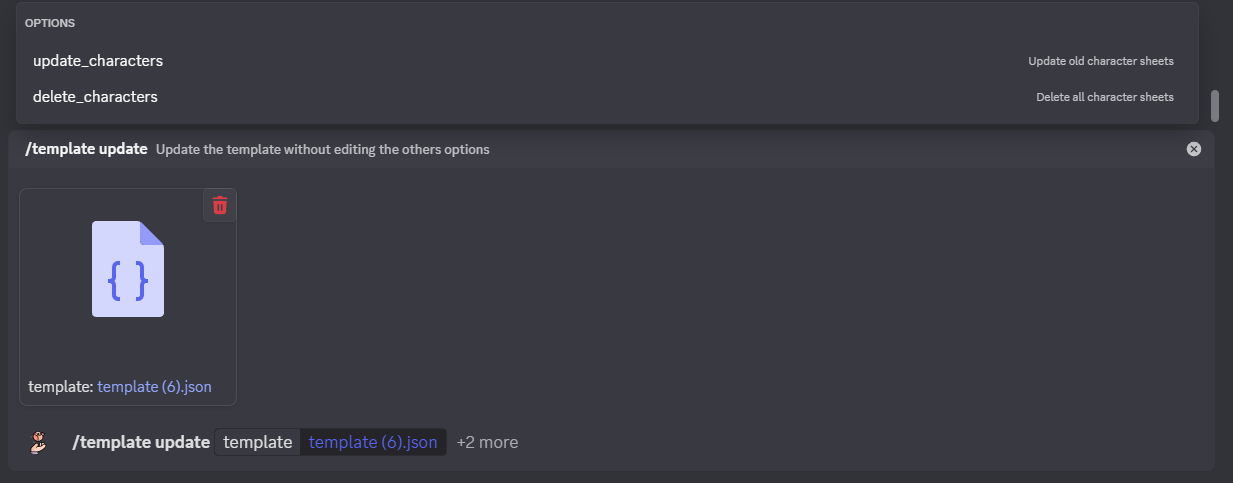 OPTIONS
update_characters Update old character sheets
delete_characters Delete all character sheets
/template update Update the template without editing the others options
{ }
template: template (6).json
/template update template template (6).json +2 more